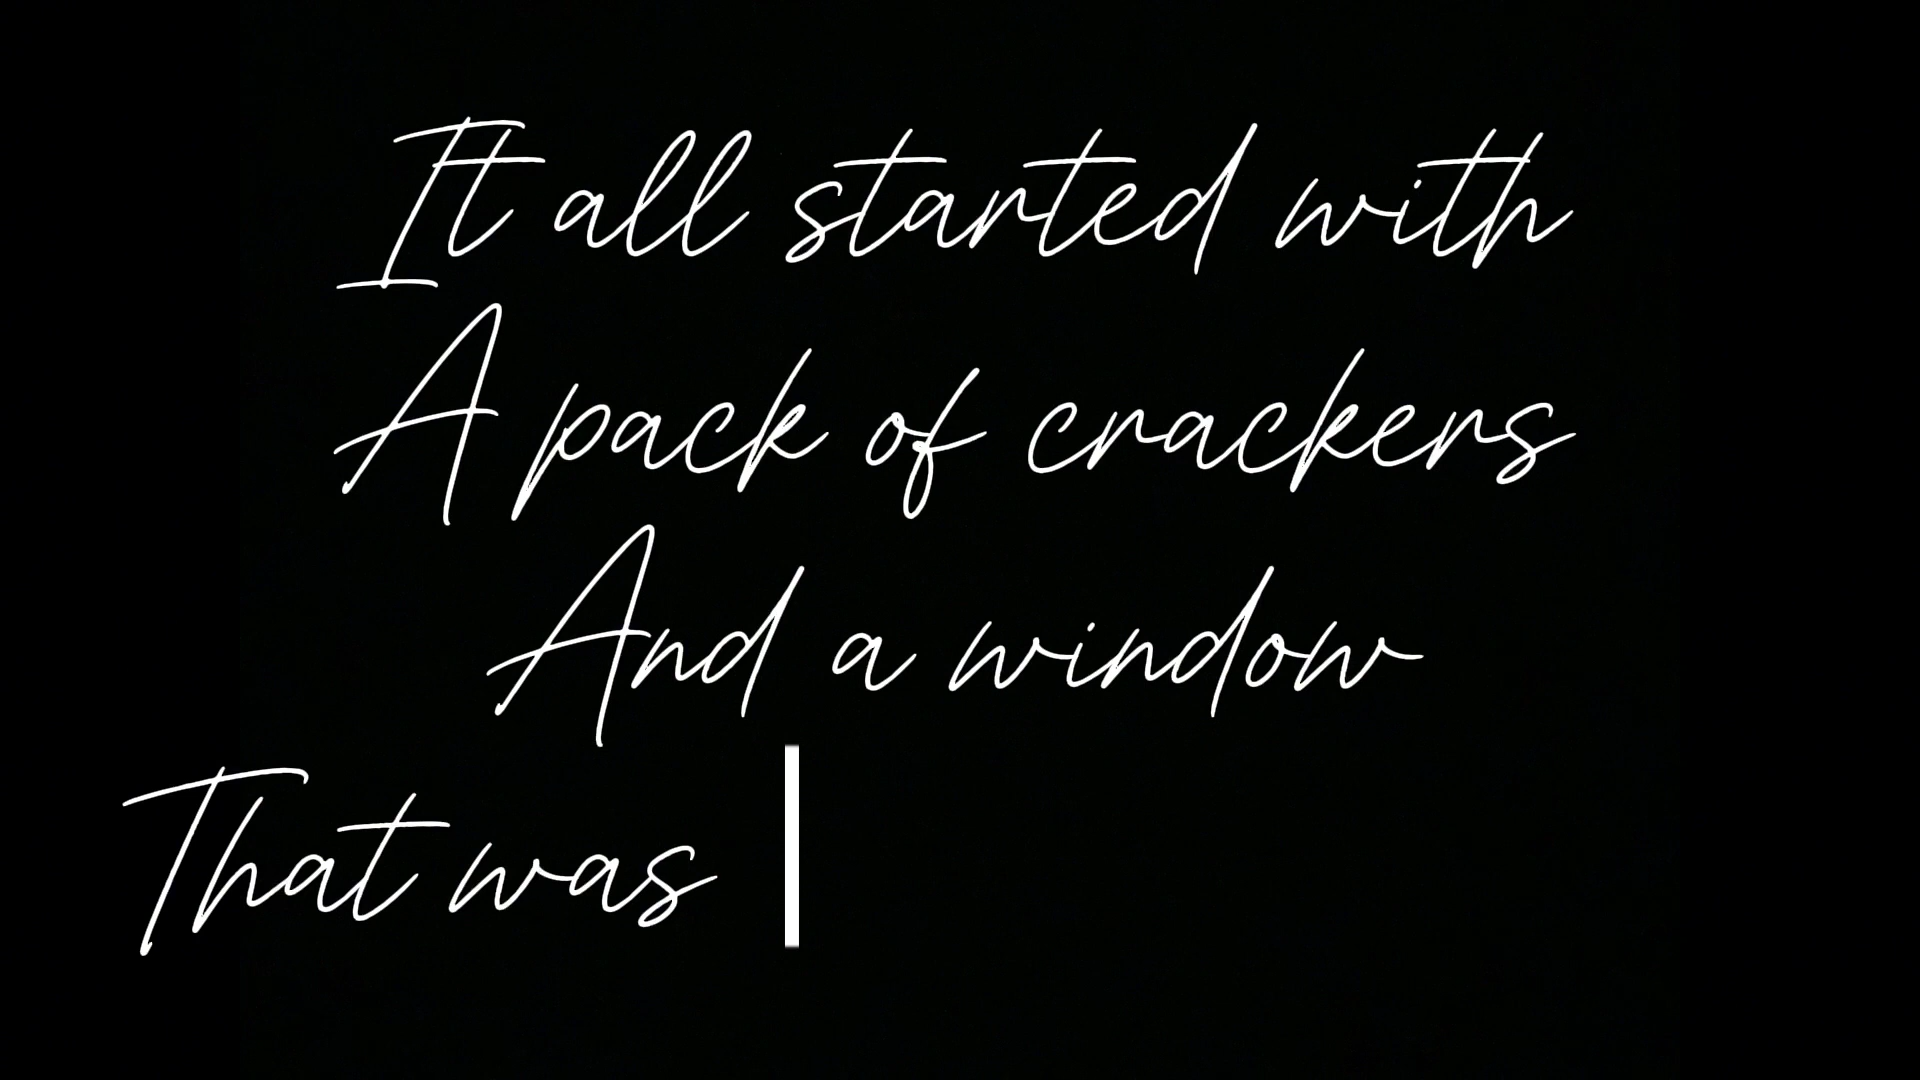 It all started with
A pack of crackers
And a window
That was